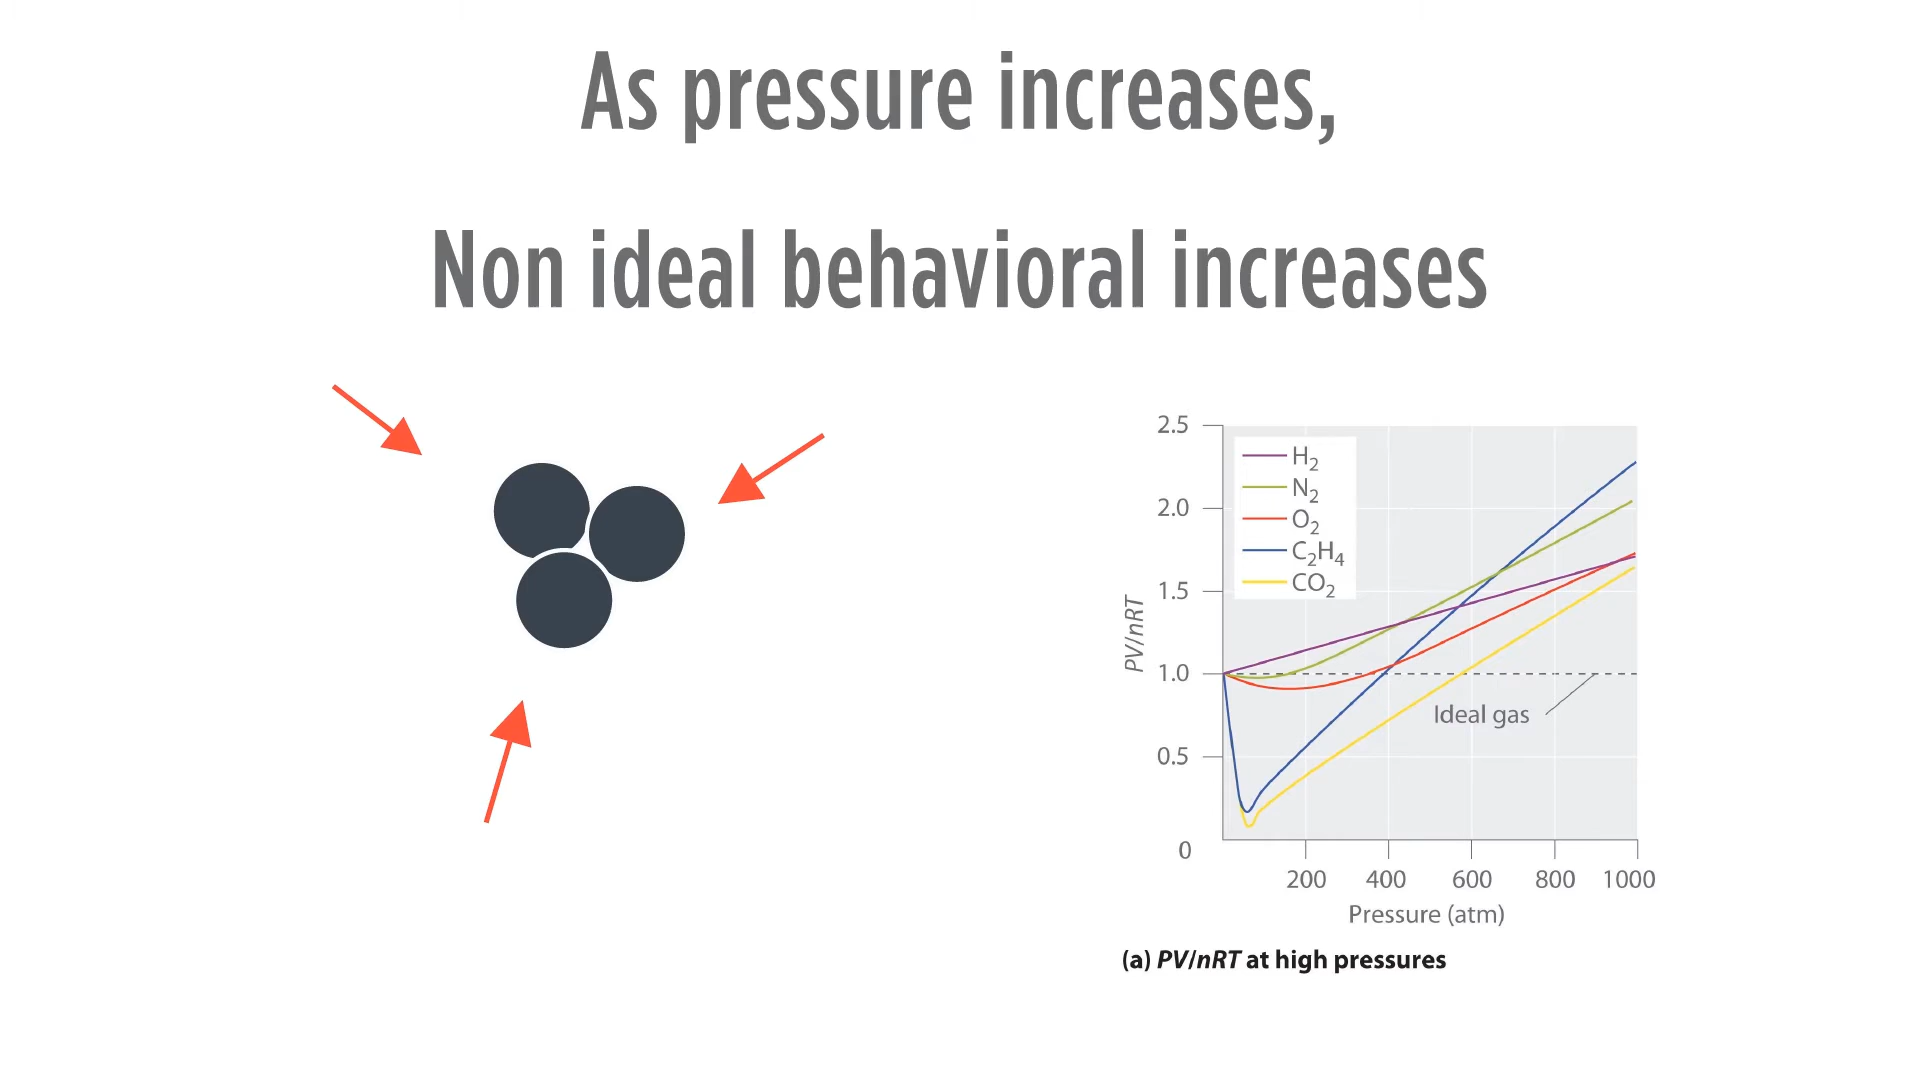 As pressure increases,
Non ideal behavioral increases
2.5
2.0
1.5
1.0
0.5
0
PV/nRT
H₂
N₂
O₂
C₂H₄
CO₂
Ideal gas
200 400 600 800 1000
Pressure (atm)
(a) PV/nRT at high pressures